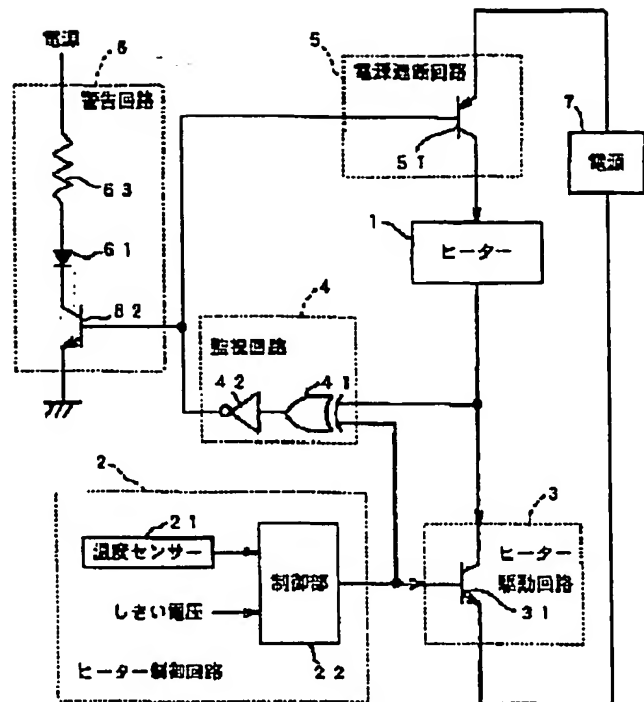 電源
6
警告回路
63
61
62
5
電源遮断回路
51
7
電源
1
ヒーター
4
監視回路
42
41
2
21
温度センサー
制御部
しきい電圧
22
ヒーター制御回路
3
ヒーター
駆動回路
31